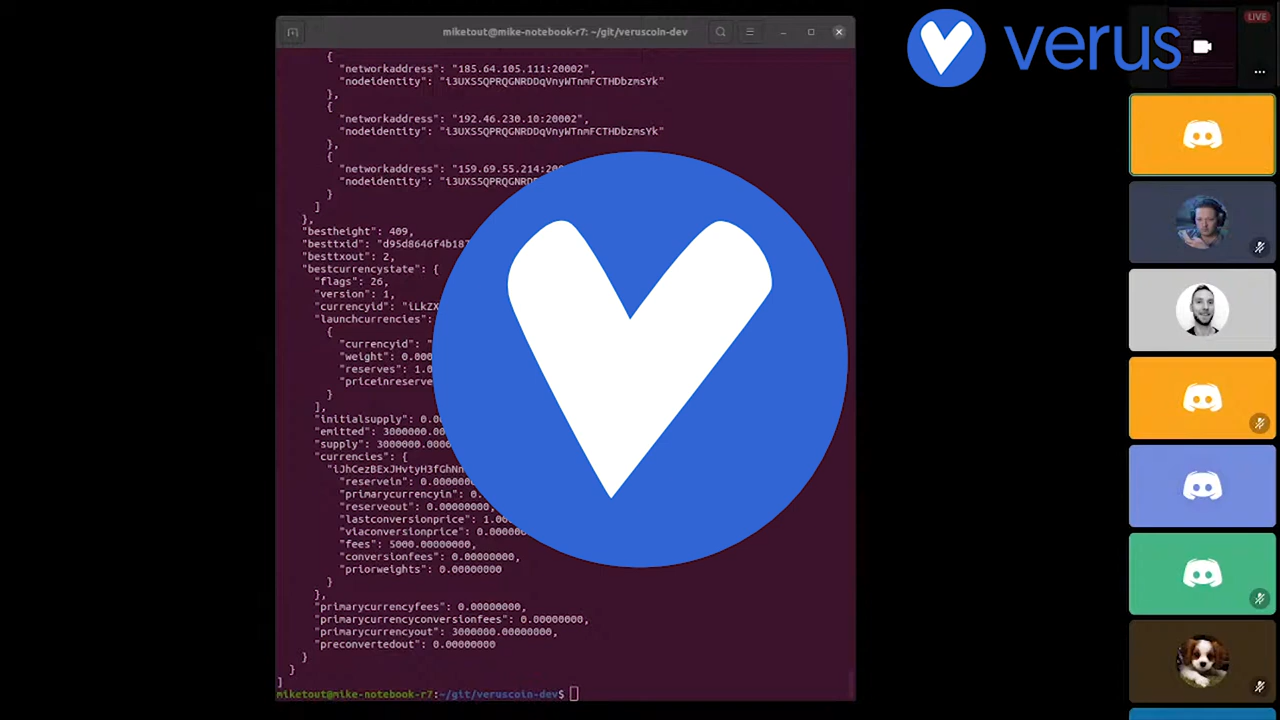 miketout@mike-notebook-r7: ~/git/veruscoin-dev
verus
LIVE
{
"networkaddress": "185.64.105.111:20002",
"nodeidentity": "i3UXS5QPRQGNRDDqVnyWTnmFCTHDbzmsYk"
},
{
"networkaddress": "192.46.230.10:20002",
"nodeidentity": "i3UXS5QPRQGNRDDqVnyWTnmFCTHDbzmsYk"
},
{
"networkaddress": "159.69.55.214:20
"nodeidentity": "i3UXS5QPRQGNRD
}
]
},
"bestheight": 409,
"besttxid": "d95d8646f4b187
"besttxout": 2,
"bestcurrencystate": {
"flags": 26,
"version": 1,
"currencyid": "iLkZX
"launchcurrencies":
{
"currencyid": "
"weight": 0.000
"reserves": 1.0
"priceinreserve
}
],
"initialsupply": 0.0
"emitted": 3000000.0
"supply": 3000000.0000
"currencies": {
"iJhCezBExJHvtyH3fGhNn
"reservein": 0.00000
"primarycurrencyin": 0.
"reserveout": 0.000000
"lastconversionprice": 1.00
"viaconversionprice": 0.00000
"fees": 5000.00000000,
"conversionfees": 0.00000000,
"priorweights": 0.00000000
}
},
"primarycurrencyfees": 0.00000000,
"primarycurrencyconversionfees": 0.00000000,
"primarycurrencyout": 3000000.00000000,
"preconvertedout": 0.00000000
}
}
]
miketout@mike-notebook-r7:~/git/veruscoin-dev$